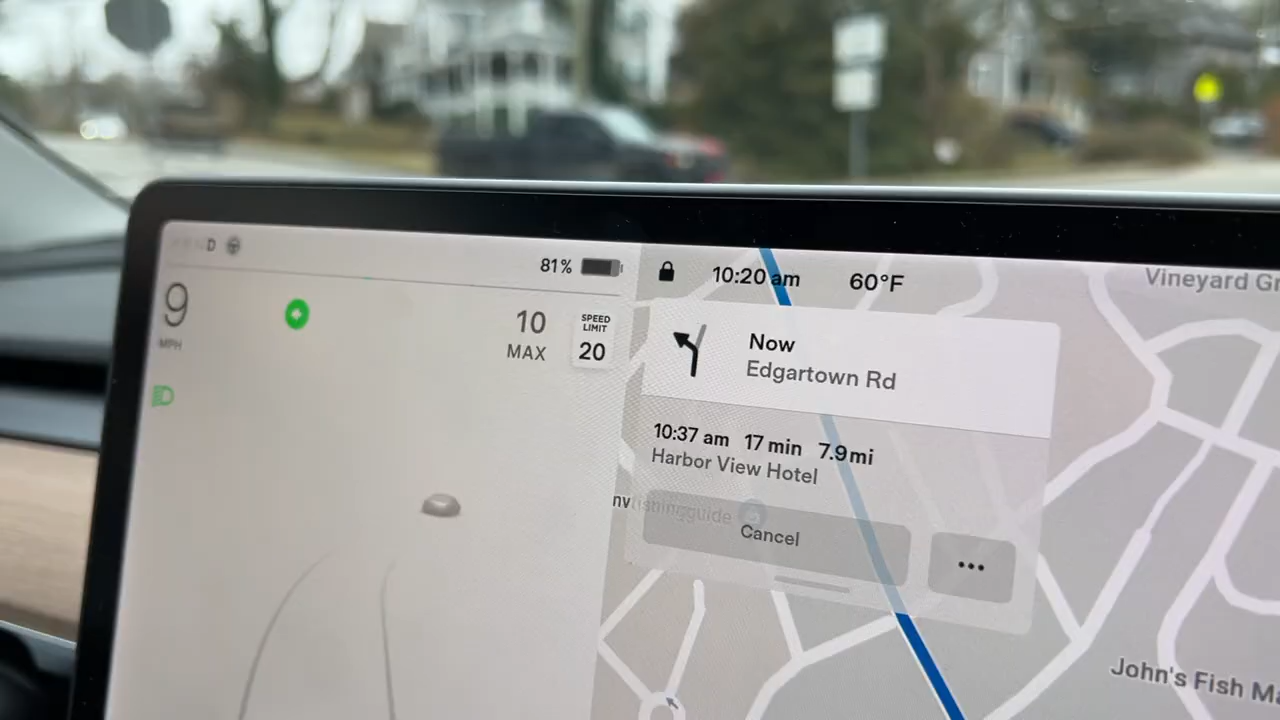 D
81%
10:20 am
60°F
Vineyard Gr
9
MPH
10
MAX
SPEED
LIMIT
20
Now
Edgartown Rd
10:37 am 17 min 7.9 mi
Harbor View Hotel
nvishingguide
Cancel
John's Fish Ma